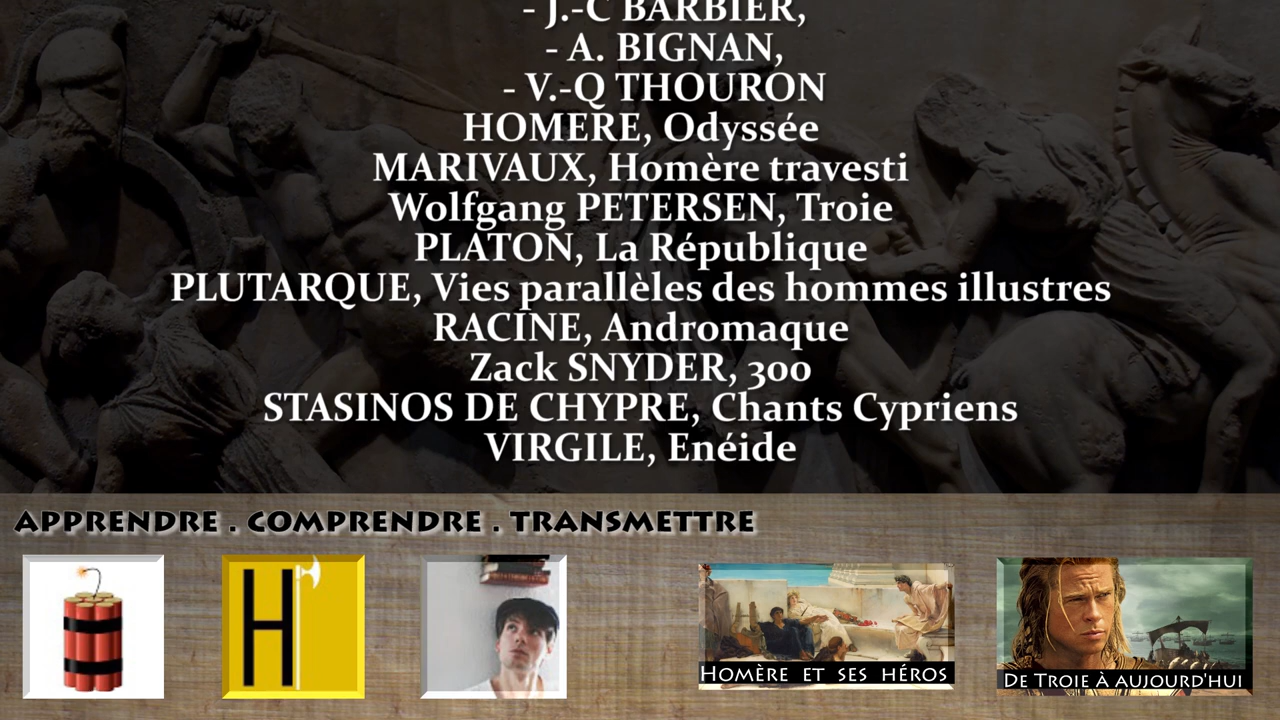 - J.-C BARBIER,
- A. BIGNAN,
- V.-Q THOURON
HOMERE, Odyssée
MARIVAUX, Homère travesti
Wolfgang PETERSEN, Troie
PLATON, La République
PLUTARQUE, Vies parallèles des hommes illustres
RACINE, Andromaque
Zack SNYDER, 300
STASINOS DE CHYPRE, Chants Cypriens
VIRGILE, Enéide
APPRENDRE . COMPRENDRE . TRANSMETTRE
H
HOMÈRE ET SES HÉROS
DE TROIE À AUJOURD'HUI